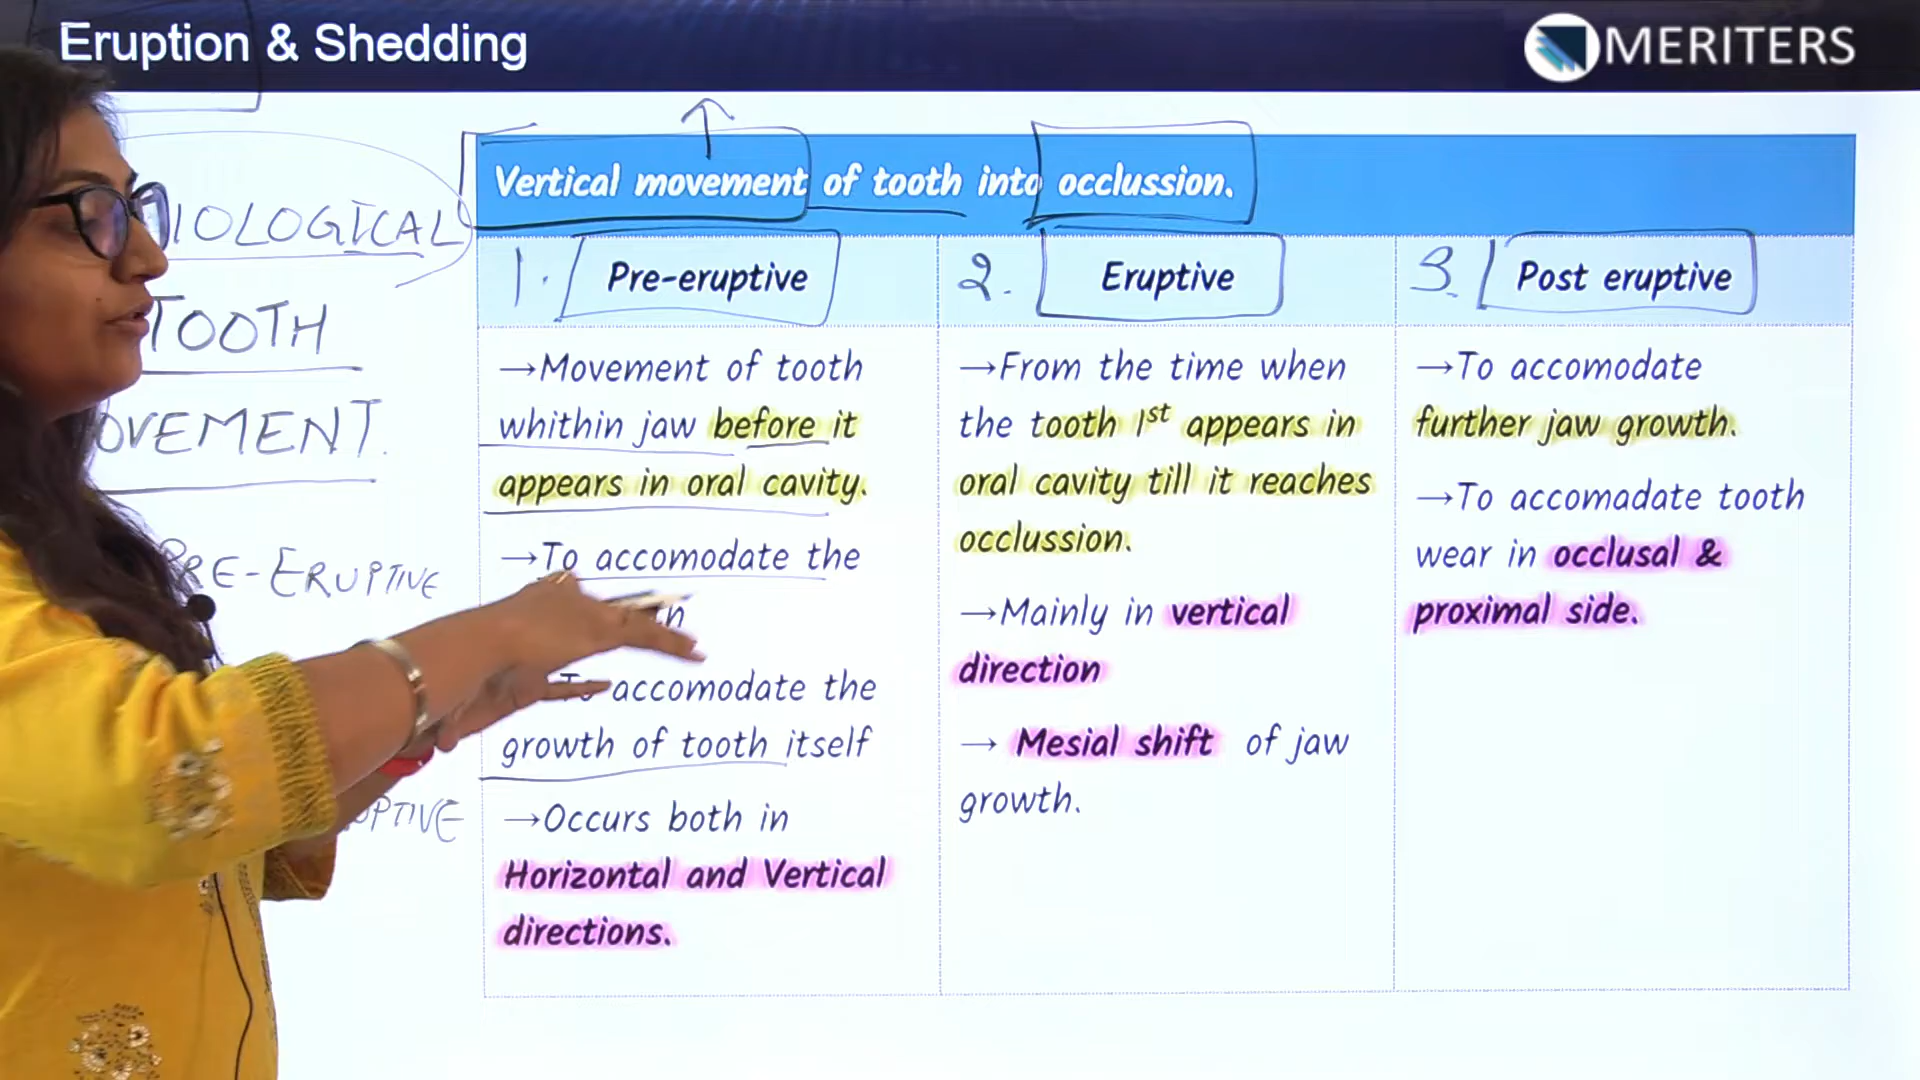 Eruption & Shedding
MERITERS
Vertical movement of tooth into occlussion.
IOLOGICAL
TOOTH
OVEMENT.
PRE-ERUPTIVE
UPTIVE
1. Pre-eruptive
→Movement of tooth
whithin jaw before it
appears in oral cavity.
→To accomodate the
To accomodate the
growth of tooth itself
→Occurs both in
Horizontal and Vertical
directions.
2. Eruptive
→From the time when
the tooth 1st appears in
oral cavity till it reaches
occlussion.
→Mainly in vertical
direction
→ Mesial shift of jaw
growth.
3. Post eruptive
→To accomodate
further jaw growth.
→To accomadate tooth
wear in occlusal &
proximal side.